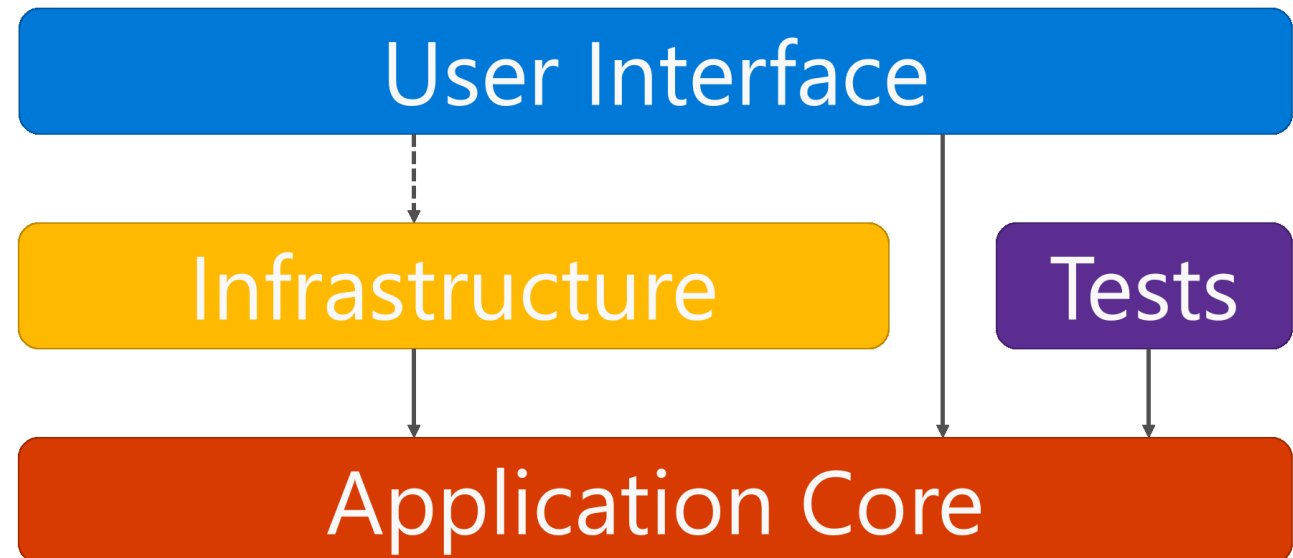 User Interface
Infrastructure
Tests
Application Core